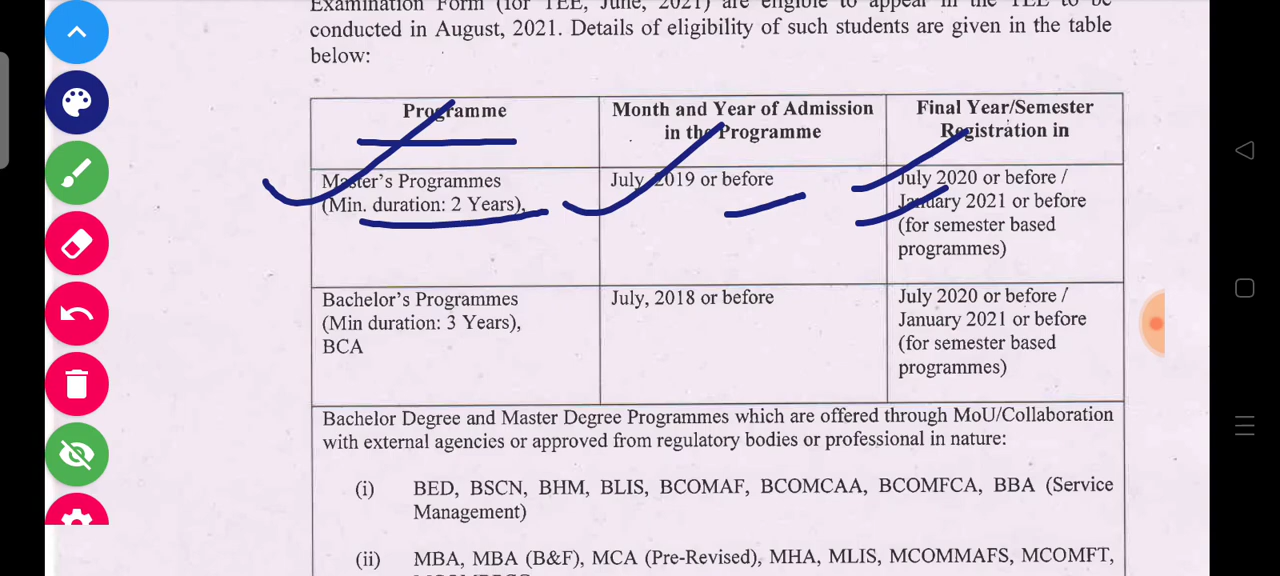 Examination Form (for TEE, June, 2021) are eligible to appear in the TEE to be
conducted in August, 2021. Details of eligibility of such students are given in the table
below:
Programme
Month and Year of Admission
in the Programme
Final Year/Semester
Registration in
Master's Programmes
(Min. duration: 2 Years),
July, 2019 or before
July 2020 or before /
January 2021 or before
(for semester based
programmes)
Bachelor's Programmes
(Min duration: 3 Years),
BCA
July, 2018 or before
July 2020 or before /
January 2021 or before
(for semester based
programmes)
Bachelor Degree and Master Degree Programmes which are offered through MoU/Collaboration
with external agencies or approved from regulatory bodies or professional in nature:
(i) BED, BSCN, BHM, BLIS, BCOMAF, BCOMCAA, BCOMFCA, BBA (Service
Management)
(ii) MBA, MBA (B&F), MCA (Pre-Revised), MHA, MLIS, MCOMMAFS, MCOMFT,